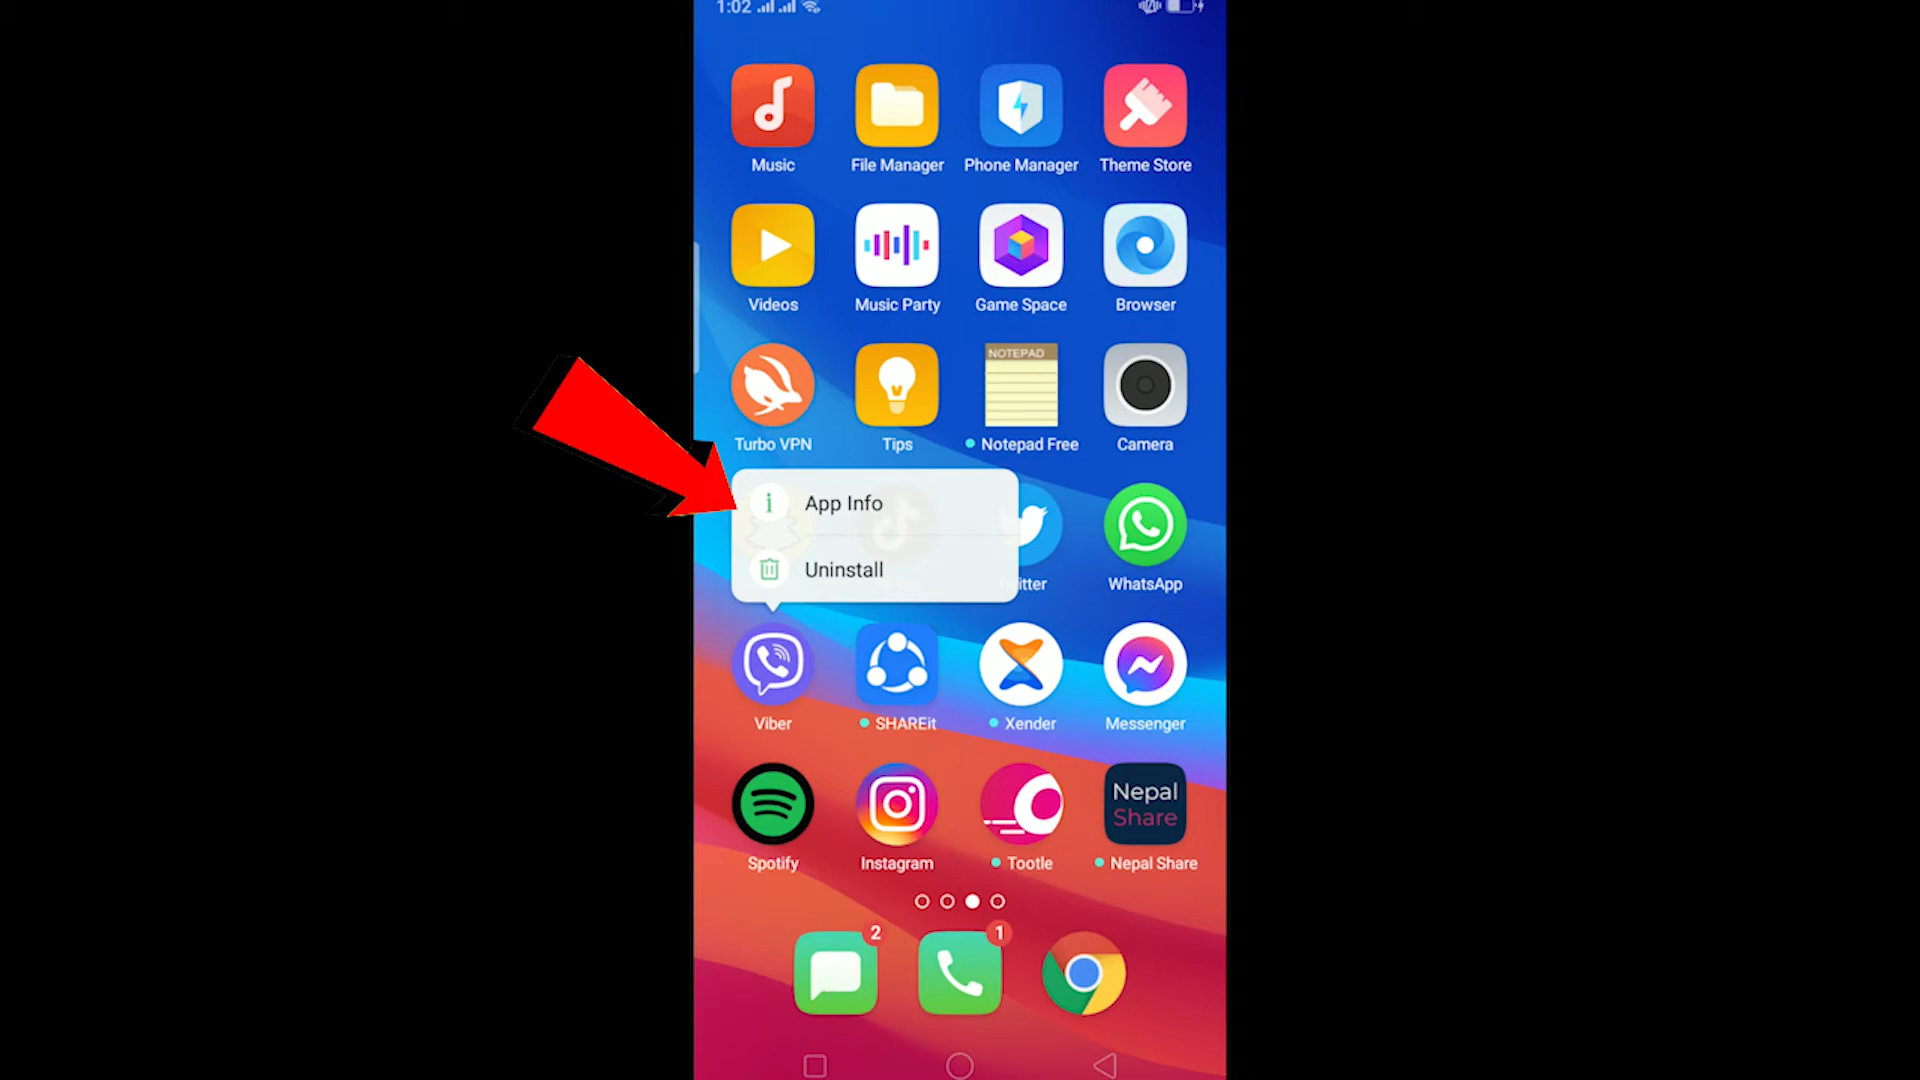 1:02
Music File Manager Phone Manager Theme Store
Videos Music Party Game Space Browser
NOTEPAD
Turbo VPN Tips Notepad Free Camera
App Info
Uninstall
itter WhatsApp
Viber SHAREit Xender Messenger
Nepal
Share
Spotify Instagram Tootle Nepal Share
2 1